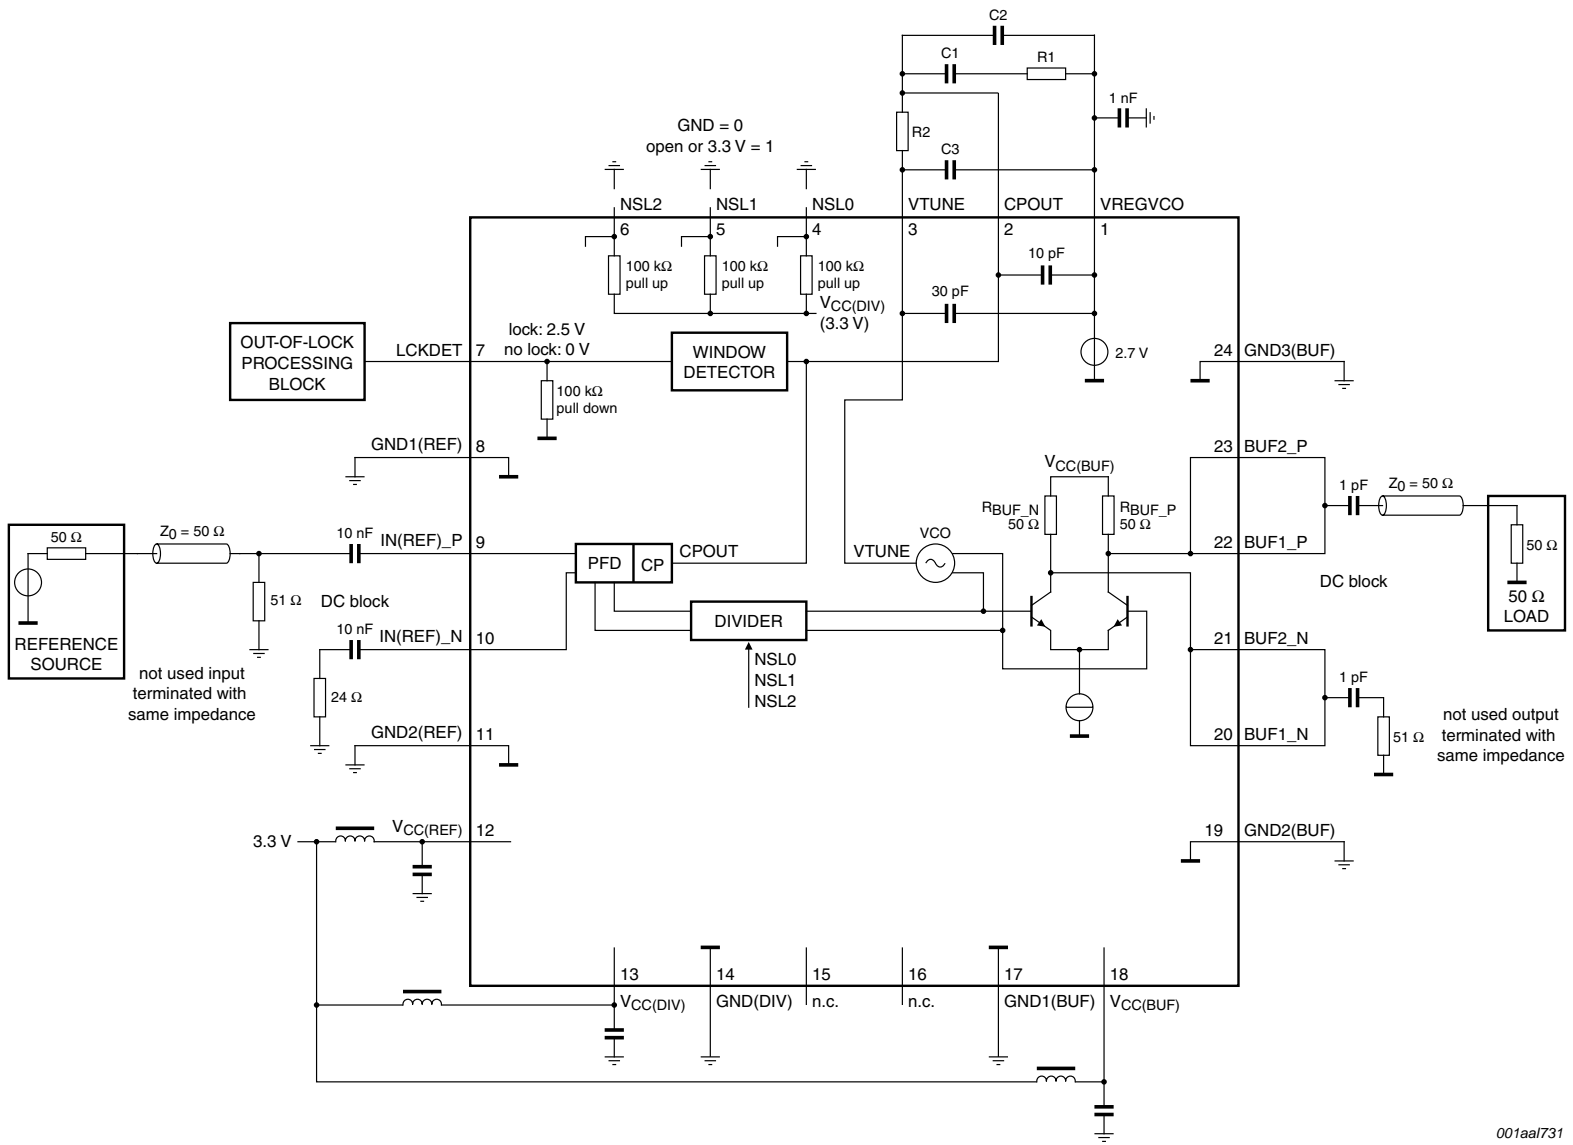 C2
C1
R1
1 nF
GND = 0
open or 3.3 V = 1
R2
C3
NSL2
NSL1
NSL0
VTUNE
CPOUT
VREGVCO
6
5
4
3
2
1
100 kΩ
pull up
100 kΩ
pull up
100 kΩ
pull up
10 pF
30 pF
VCC(DIV)
(3.3 V)
2.7 V
OUT-OF-LOCK
PROCESSING
BLOCK
LCKDET
7
lock: 2.5 V
no lock: 0 V
100 kΩ
pull down
WINDOW
DETECTOR
24
GND3(BUF)
GND1(REF)
8
23
BUF2_P
VCC(BUF)
RBUF_N
50 Ω
RBUF_P
50 Ω
1 pF
Z0 = 50 Ω
50 Ω
Z0 = 50 Ω
10 nF
IN(REF)_P
9
PFD
CP
CPOUT
VTUNE
VCO
22
BUF1_P
50 Ω
50 Ω
LOAD
DC block
51 Ω
DC block
REFERENCE
SOURCE
10 nF
IN(REF)_N
10
DIVIDER
NSL0
NSL1
NSL2
21
BUF2_N
1 pF
not used input
terminated with
same impedance
24 Ω
GND2(REF)
11
20
BUF1_N
51 Ω
not used output
terminated with
same impedance
3.3 V
VCC(REF)
12
19
GND2(BUF)
13
14
15
16
17
18
VCC(DIV)
GND(DIV)
n.c.
n.c.
GND1(BUF)
VCC(BUF)
001aal731